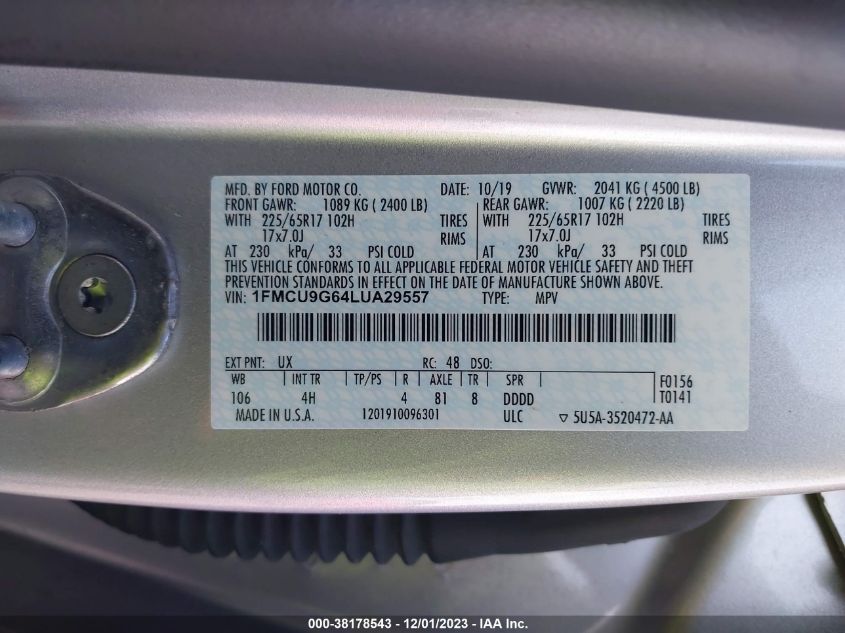 MFD. BY FORD MOTOR CO. DATE: 10/19 GVWR: 2041 KG ( 4500 LB)
FRONT GAWR: 1089 KG ( 2400 LB) REAR GAWR: 1007 KG ( 2220 LB)
WITH 225/65R17 102H TIRES WITH 225/65R17 102H TIRES
17x7.0J RIMS 17x7.0J RIMS
AT 230 kPa/ 33 PSI COLD AT 230 kPa/ 33 PSI COLD
THIS VEHICLE CONFORMS TO ALL APPLICABLE FEDERAL MOTOR VEHICLE SAFETY AND THEFT
PREVENTION STANDARDS IN EFFECT ON THE DATE OF MANUFACTURE SHOWN ABOVE.
VIN: 1FMCU9G64LUA29557 TYPE: MPV
EXT PNT: UX RC: 48 DSO:
WB INT TR TP/PS R AXLE TR SPR F0156
106 4H 4 81 8 DDDD T0141
MADE IN U.S.A. 1201910096301 ULC ▽ 5U5A-3520472-AA
000-38178543 - 12/01/2023 - IAA Inc.